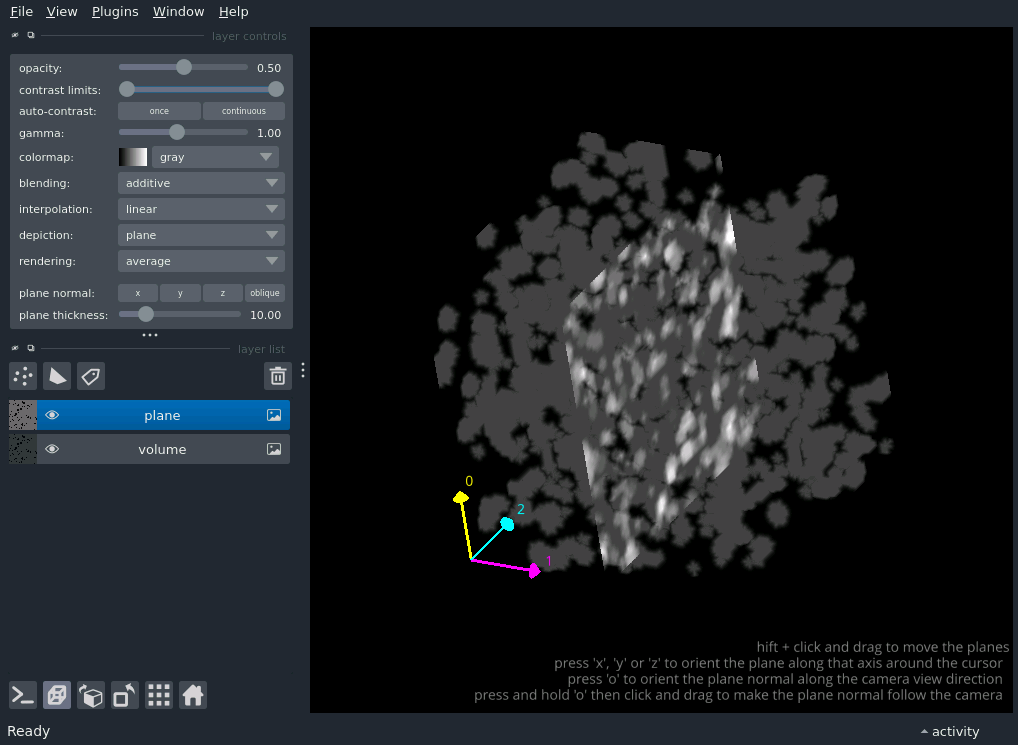 File View Plugins Window Help
layer controls
opacity: 0.50
contrast limits:
auto-contrast: once continuous
gamma: 1.00
colormap: gray
blending: additive
interpolation: linear
depiction: plane
rendering: average
plane normal: x y z oblique
plane thickness: 10.00
layer list
plane
volume
0
2
1
hift + click and drag to move the planes
press 'x', 'y' or 'z' to orient the plane along that axis around the cursor
press 'o' to orient the plane normal along the camera view direction
press and hold 'o' then click and drag to make the plane normal follow the camera
Ready activity